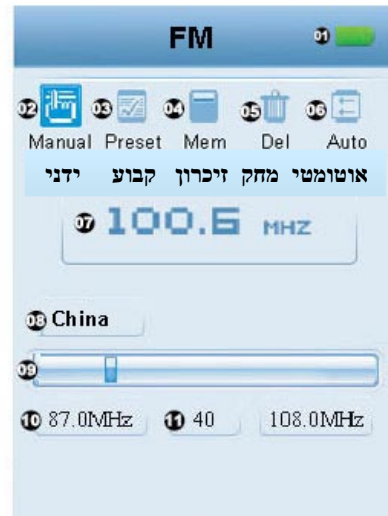 FM 01
02 03 04 05 06
Manual Preset Mem Del Auto
ידני קבוע זיכרון מחק אוטומטי
07 100.6 MHZ
08 China
09
10 87.0MHz 11 40 108.0MHz